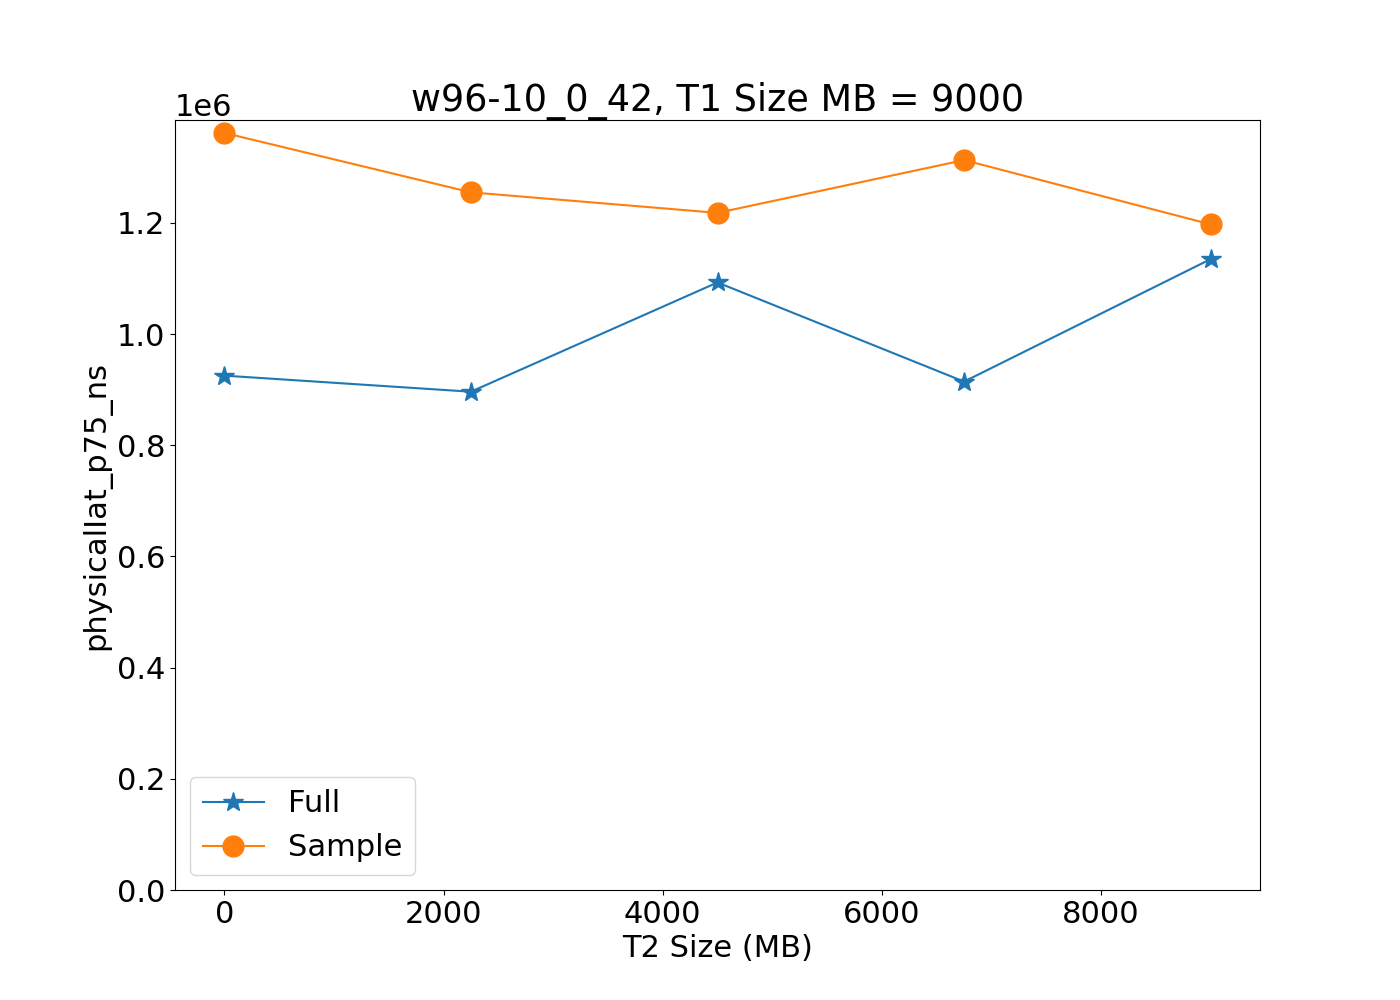 w96-10_0_42, T1 Size MB = 9000
1e6
1.2
1.0
0.8
0.6
0.4
0.2
0.0
physicallat_p75_ns
Full
Sample
0 2000 4000 6000 8000
T2 Size (MB)